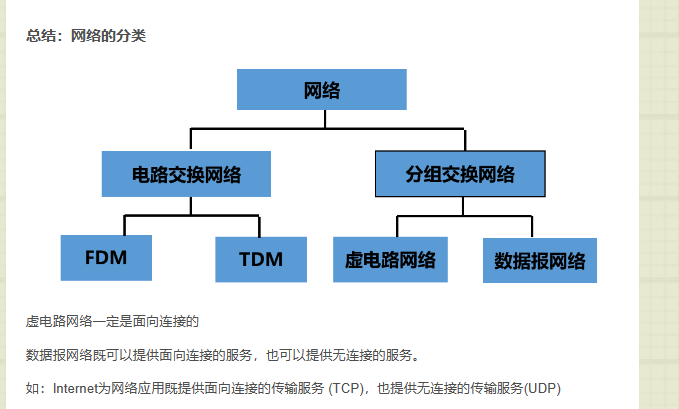 总结：网络的分类
网络
电路交换网络 分组交换网络
FDM TDM 虚电路网络 数据报网络
虚电路网络一定是面向连接的
数据报网络既可以提供面向连接的服务，也可以提供无连接的服务。
如：Internet为网络应用既提供面向连接的传输服务 (TCP)，也提供无连接的传输服务(UDP)